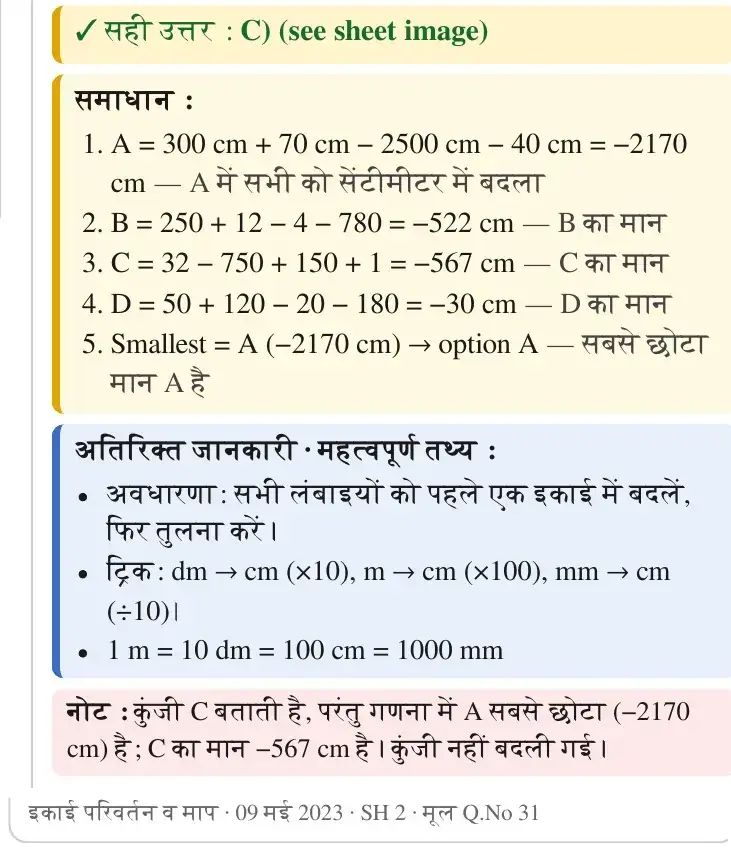 ✓ सही उत्तर : C) (see sheet image)
समाधान :
1. A = 300 cm + 70 cm − 2500 cm − 40 cm = −2170
cm — A में सभी को सेंटीमीटर में बदला
2. B = 250 + 12 − 4 − 780 = −522 cm — B का मान
3. C = 32 − 750 + 150 + 1 = −567 cm — C का मान
4. D = 50 + 120 − 20 − 180 = −30 cm — D का मान
5. Smallest = A (−2170 cm) → option A — सबसे छोटा
मान A है
अतिरिक्त जानकारी · महत्वपूर्ण तथ्य :
• अवधारणा : सभी लंबाइयों को पहले एक इकाई में बदलें,
फिर तुलना करें।
• ट्रिक : dm → cm (×10), m → cm (×100), mm → cm
(÷10)।
• 1 m = 10 dm = 100 cm = 1000 mm
नोट : कुंजी C बताती है, परंतु गणना में A सबसे छोटा (−2170
cm) है; C का मान −567 cm है। कुंजी नहीं बदली गई।
इकाई परिवर्तन व माप · 09 मई 2023 · SH 2 · मूल Q.No 31